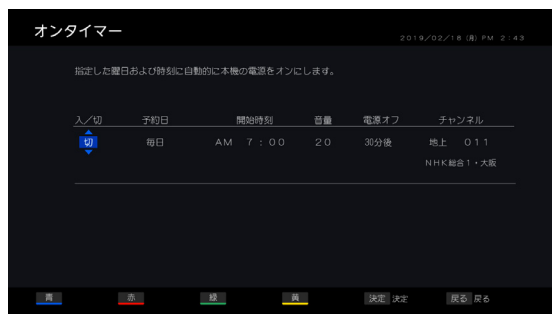 オンタイマー
2019/02/18 (月) PM 2:43
指定した曜日および時刻に自動的に本機の電源をオンにします。
入/切 予約日 開始時刻 音量 電源オフ チャンネル
切 毎日 AM 7:00 20 30分後 地上 011
NHK総合1・大阪
青 赤 緑 黄 決定 決定 戻る 戻る